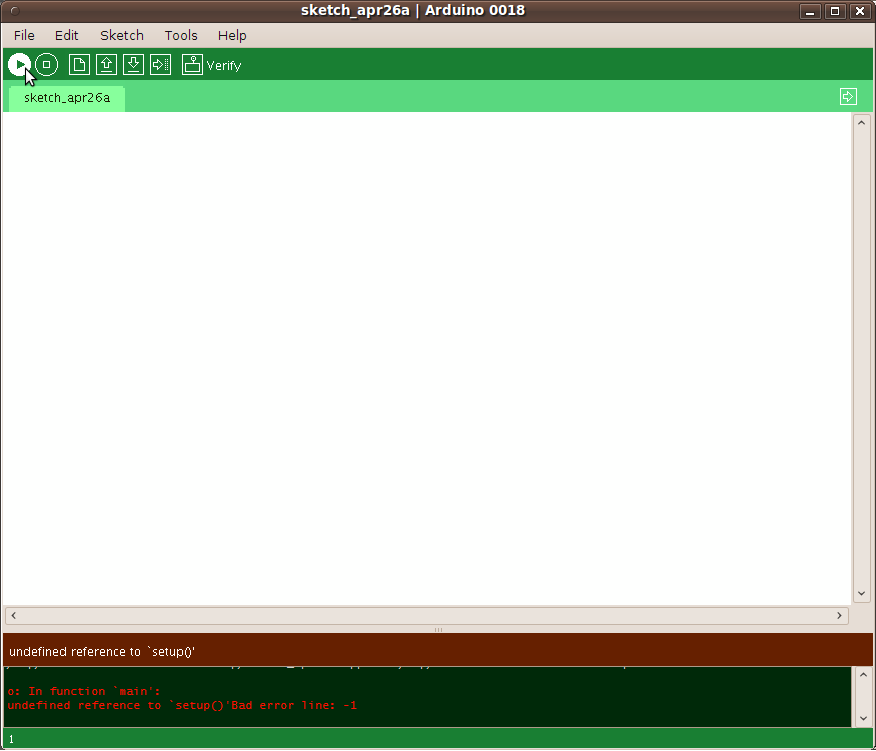 sketch_apr26a | Arduino 0018
File Edit Sketch Tools Help
Verify
sketch_apr26a
undefined reference to `setup()'
o: In function `main':
undefined reference to `setup()'Bad error line: -1
1